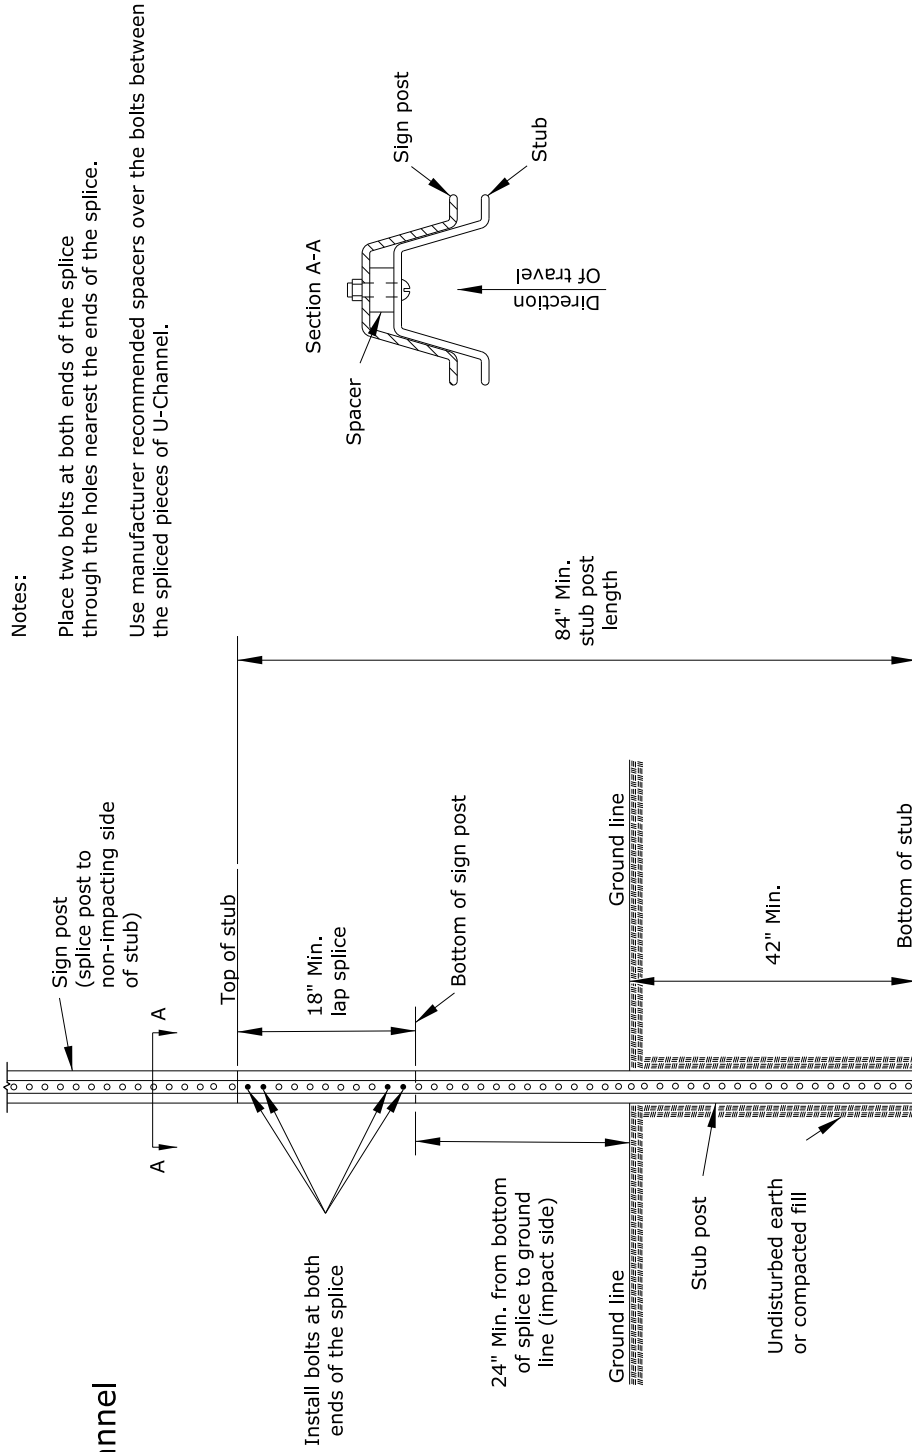 annel
Notes:
Place two bolts at both ends of the splice
through the holes nearest the ends of the splice.
Use manufacturer recommended spacers over the bolts between
the spliced pieces of U-Channel.
Sign post
(splice post to
non-impacting side
of stub)
A
A
Top of stub
18" Min.
lap splice
Bottom of sign post
Install bolts at both
ends of the splice
24" Min. from bottom
of splice to ground
line (impact side)
Ground line
Ground line
84" Min.
stub post
length
42" Min.
Stub post
Undisturbed earth
or compacted fill
Bottom of stub
Section A-A
Spacer
Sign post
Stub
Direction
Of travel